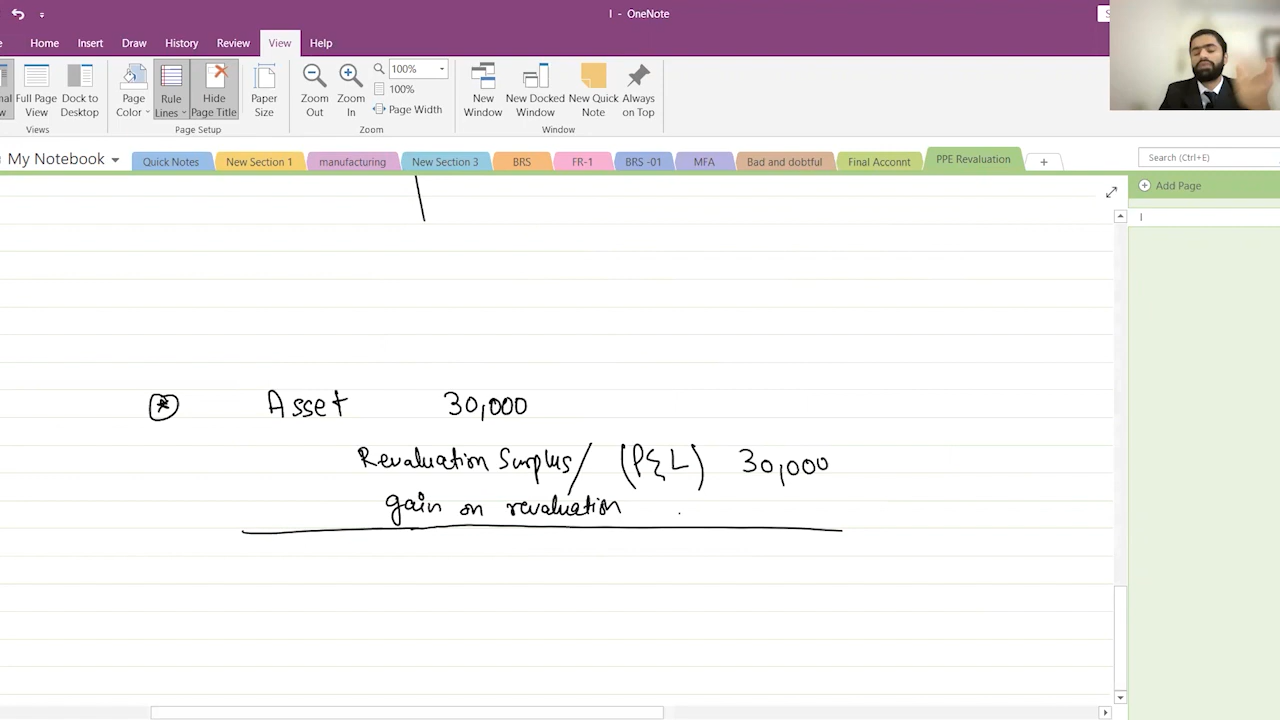 I - OneNote
Home Insert Draw History Review View Help
Full Page View
Dock to Desktop
Views
Page Color
Rule Lines
Hide Page Title
Paper Size
Page Setup
Zoom Out
Zoom In
100%
100%
Page Width
Zoom
New Window
New Docked Window
New Quick Note
Always on Top
Window
My Notebook
Quick Notes New Section 1 manufacturing New Section 3 BRS FR-1 BRS -01 MFA Bad and dobtful Final Acconnt PPE Revaluation
Search (Ctrl+E)
Add Page
I
Asset 30,000
Revaluation Surplus/ (P&L) 30,000
gain on revaluation